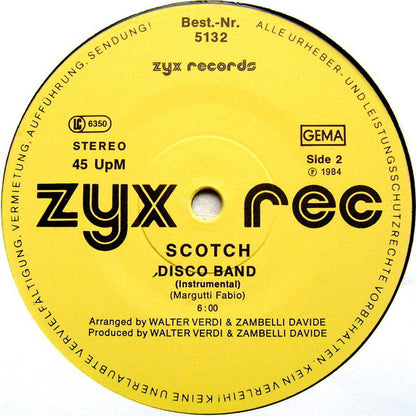 Best.-Nr.
5132
zyx records
LC 6350
STEREO
45 UpM
GEMA
Side 2
℗ 1984
zyx rec
SCOTCH
DISCO BAND
(Instrumental)
(Margutti Fabio)
6:00
Arranged by WALTER VERDI & ZAMBELLI DAVIDE
Produced by WALTER VERDI & ZAMBELLI DAVIDE
ALLE URHEBER- UND LEISTUNGSSCHUTZRECHTE VORBEHALTEN. KEIN VERLEIH! KEINE UNERLAUBTE VERVIELFÄLTIGUNG, VERMIETUNG, AUFFÜHRUNG, SENDUNG!